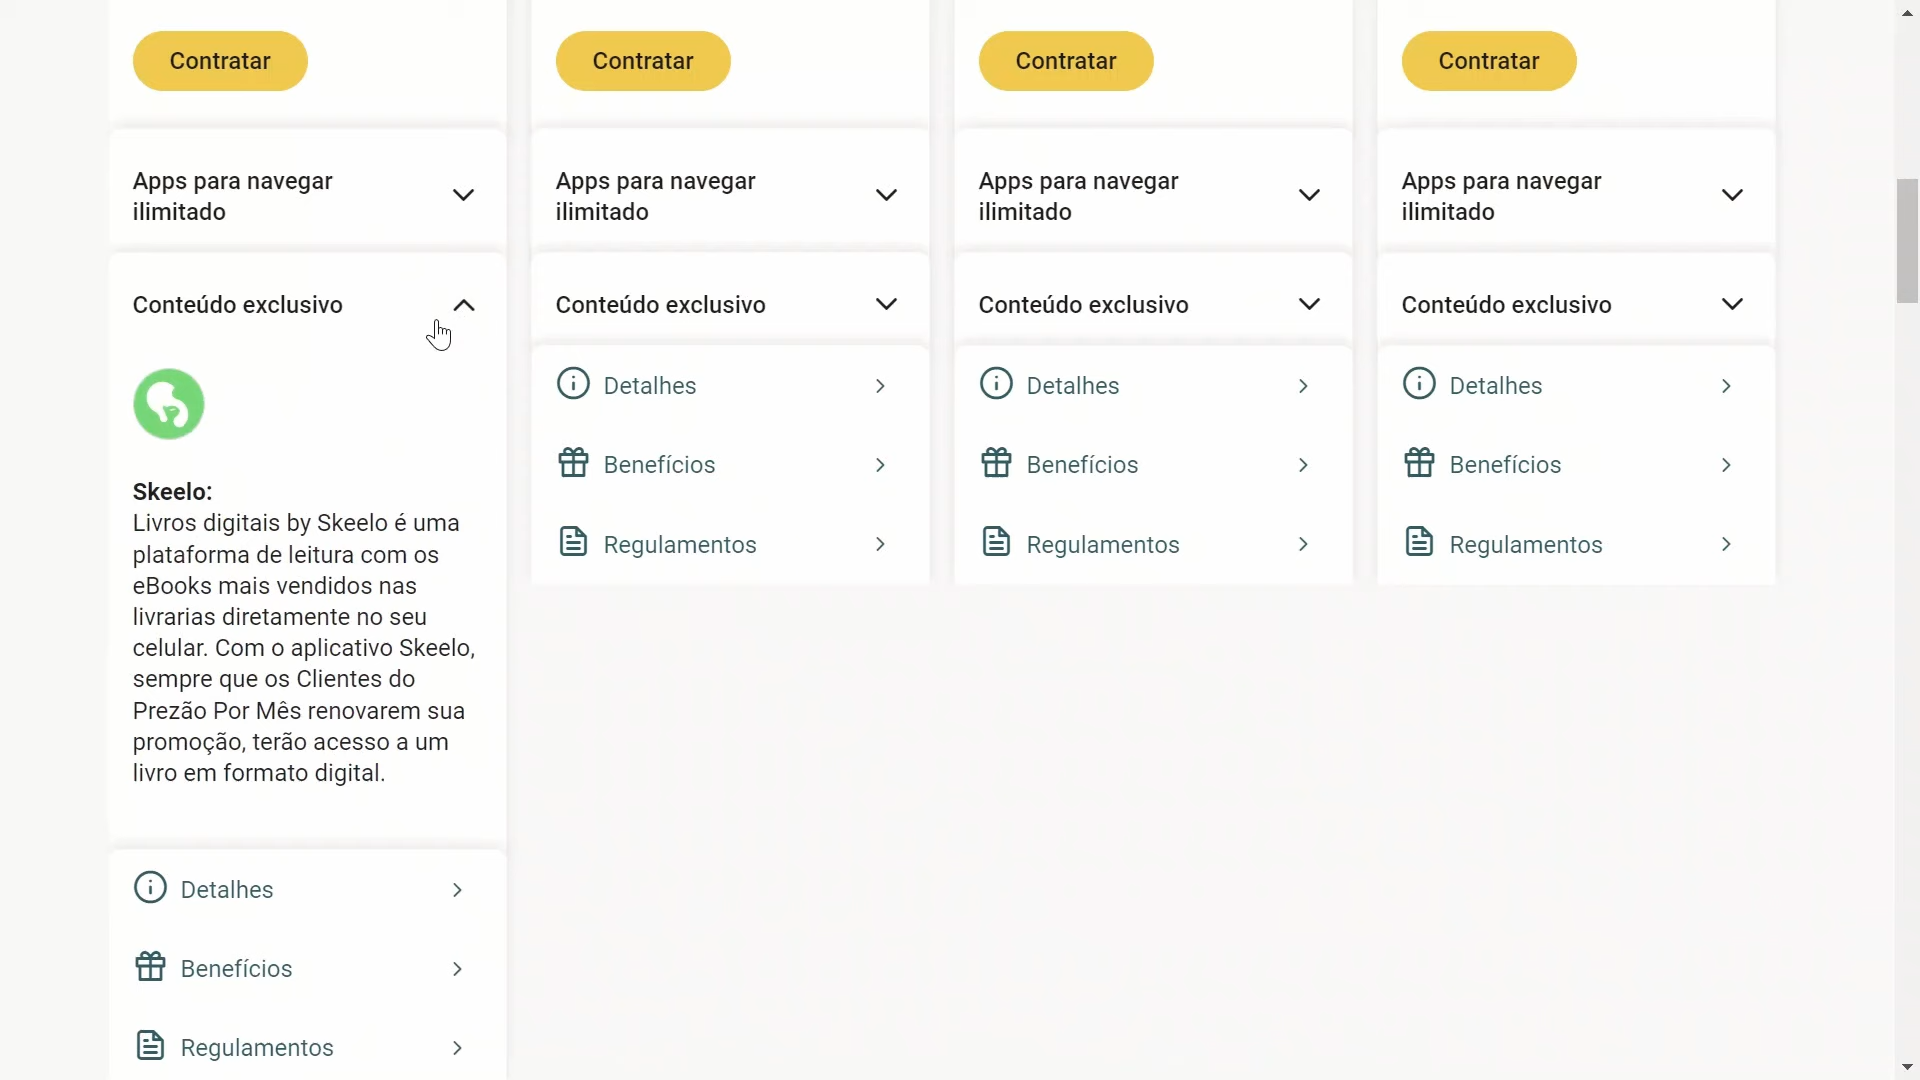 Contratar
Contratar
Contratar
Contratar
Apps para navegar
ilimitado
Apps para navegar
ilimitado
Apps para navegar
ilimitado
Apps para navegar
ilimitado
Conteúdo exclusivo
Conteúdo exclusivo
Conteúdo exclusivo
Conteúdo exclusivo
Skeelo:
Livros digitais by Skeelo é uma
plataforma de leitura com os
eBooks mais vendidos nas
livrarias diretamente no seu
celular. Com o aplicativo Skeelo,
sempre que os Clientes do
Prezão Por Mês renovarem sua
promoção, terão acesso a um
livro em formato digital.
Detalhes
Benefícios
Regulamentos
Detalhes
Benefícios
Regulamentos
Detalhes
Benefícios
Regulamentos
Detalhes
Benefícios
Regulamentos